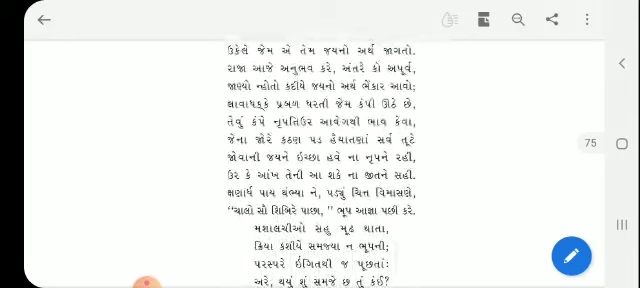 ઉકેલે જેમ એ તેમ જયનો અર્થ જાગતો.
રાજા આજે અનુભવ કરે, અંતરે કો અપૂર્વ,
જાણ્યો ન્હોતો કદીયે જયનો અર્થ ભેંકાર આવો;
લાવાધક્કે પ્રબળ ધરતી જેમ કંપી ઊઠે છે,
તેવું કંપે નૃપતિઉર આવેગથી ભાવ કેવા,
જેના જોરે કઠણ પડ હૈયાતણાં સર્વ તૂટે
જોવાની જયને ઇચ્છા હવે ના નૃપને રહી,
ઉર કે આંખ તેની આ શકે ના જીતને સહી.
ક્ષણાર્ધ પાય થંભ્યા ને, પડ્યું ચિત્ત વિમાસણે,
“ચાલો સૌ શિબિરે પાછા, ” ભૂપ આજ્ઞા પછી કરે.
મશાલચીઓ સહુ મૂઢ થાતા,
ક્રિયા કશીયે સમજ્યા ન ભૂપની;
પરસ્પરે ઇંગિતથી જ પૂછતાંઃ
અરે, થયું શું સમજે છ તું કંઈ?
75